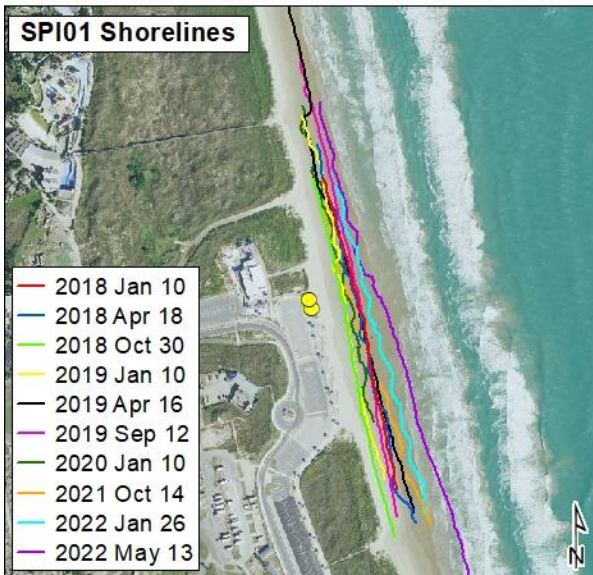 SPI01 Shorelines
2018 Jan 10
2018 Apr 18
2018 Oct 30
2019 Jan 10
2019 Apr 16
2019 Sep 12
2020 Jan 10
2021 Oct 14
2022 Jan 26
2022 May 13
N